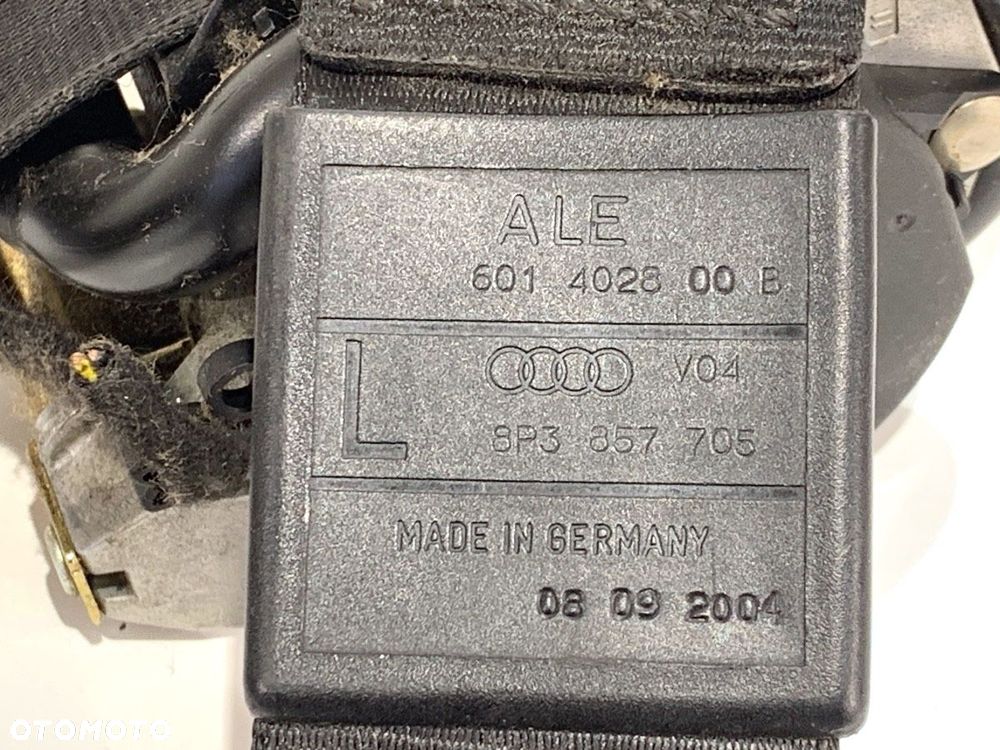 ALE
601 4028 00 B
L
V04
8P3 857 705
MADE IN GERMANY
08 09 2004
OTOMOTO